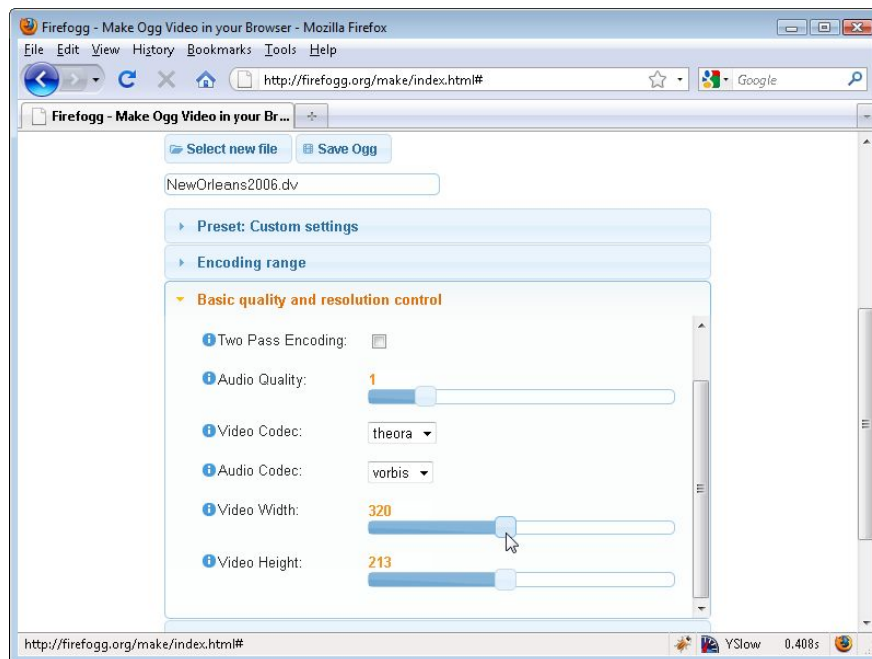 Firefogg - Make Ogg Video in your Browser - Mozilla Firefox
File Edit View History Bookmarks Tools Help
http://firefogg.org/make/index.html# Google
Firefogg - Make Ogg Video in your Br...
Select new file Save Ogg
NewOrleans2006.dv
Preset: Custom settings
Encoding range
Basic quality and resolution control
Two Pass Encoding:
Audio Quality: 1
Video Codec: theora
Audio Codec: vorbis
Video Width: 320
Video Height: 213
http://firefogg.org/make/index.html# YSlow 0.408s